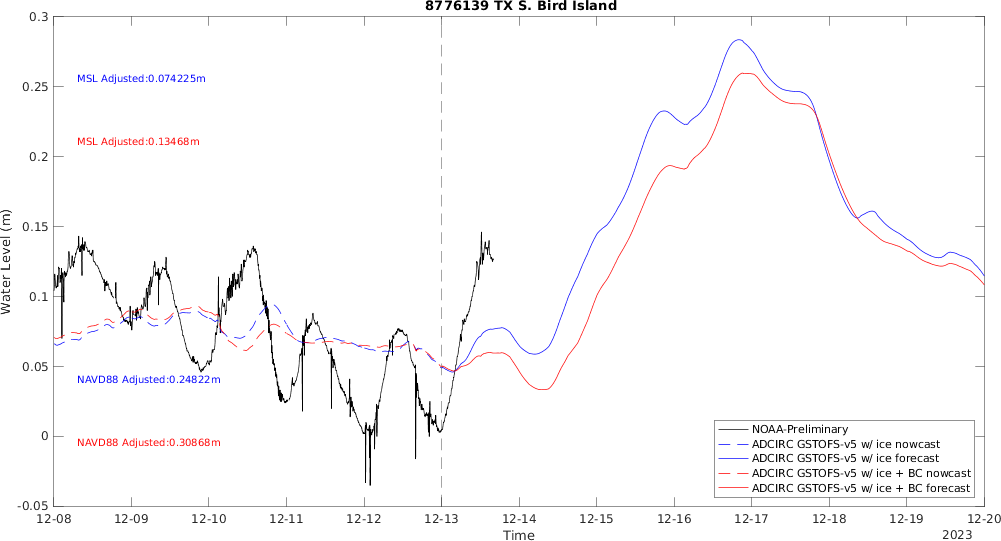 8776139 TX S. Bird Island
0.3
0.25
0.2
0.15
0.1
0.05
0
-0.05
Water Level (m)
MSL Adjusted:0.074225m
MSL Adjusted:0.13468m
NAVD88 Adjusted:0.24822m
NAVD88 Adjusted:0.30868m
NOAA-Preliminary
ADCIRC GSTOFS-v5 w/ ice nowcast
ADCIRC GSTOFS-v5 w/ ice forecast
ADCIRC GSTOFS-v5 w/ ice + BC nowcast
ADCIRC GSTOFS-v5 w/ ice + BC forecast
12-08 12-09 12-10 12-11 12-12 12-13 12-14 12-15 12-16 12-17 12-18 12-19 12-20
Time
2023